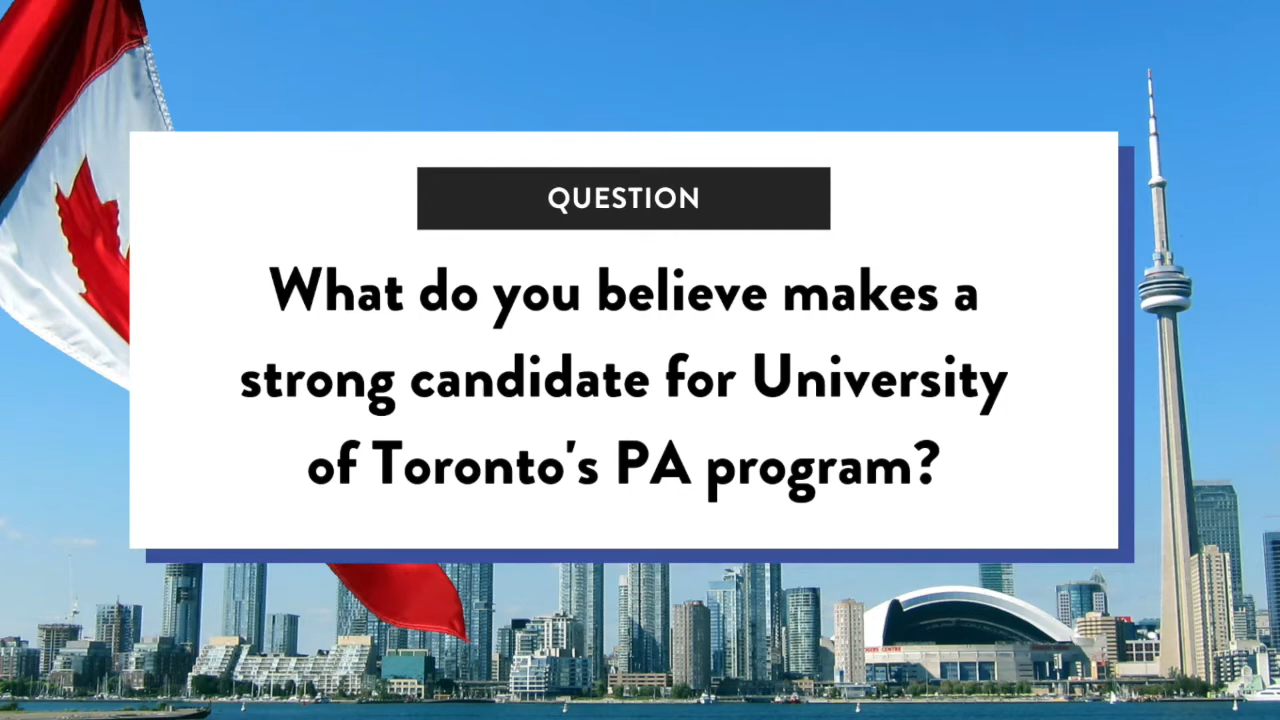 QUESTION
What do you believe makes a
strong candidate for University
of Toronto's PA program?